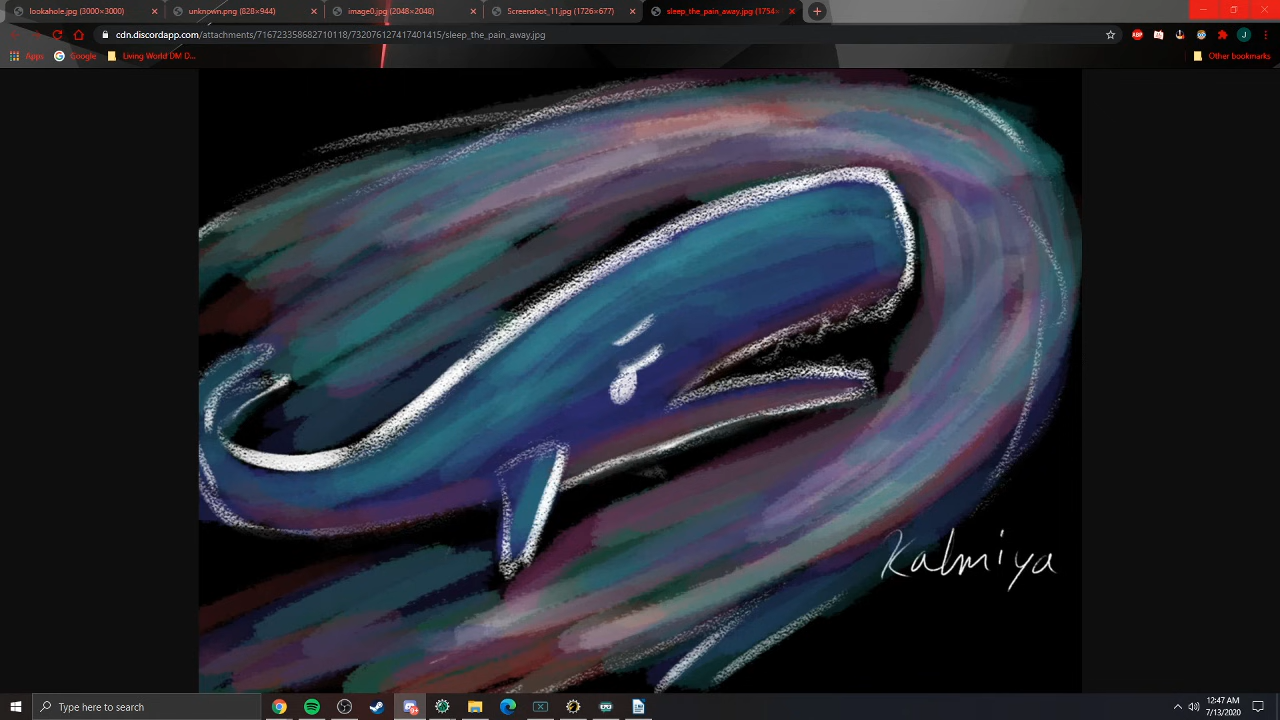 lookahole.jpg (3000×3000)
unknown.png (828×944)
image0.jpg (2048×2048)
Screenshot_11.jpg (1726×677)
sleep_the_pain_away.jpg (1754×
cdn.discordapp.com/attachments/716723358682710118/732076127417401415/sleep_the_pain_away.jpg
ABP
J
Apps
Google
Living World DM D...
Other bookmarks
Kalmiya
Type here to search
12:47 AM
7/13/2020